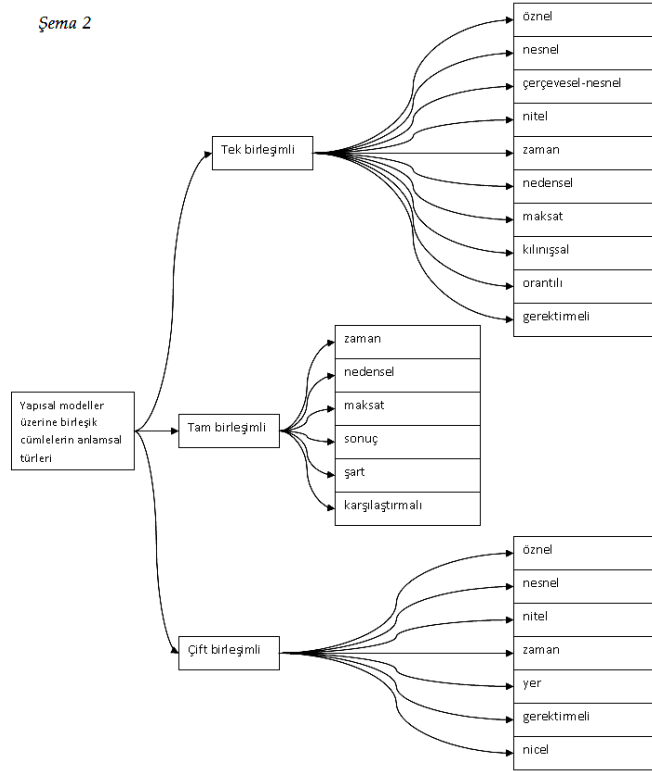 Şema 2
öznel
nesnel
çerçevesel-nesnel
nitel
zaman
nedensel
maksat
kılınışsal
orantılı
gerektirmeli
Tek birleşimli
zaman
nedensel
maksat
sonuç
şart
karşılaştırmalı
Yapısal modeller
üzerine birleşik
cümlelerin anlamsal
türleri
Tam birleşimli
öznel
nesnel
nitel
zaman
yer
gerektirmeli
nicel
Çift birleşimli